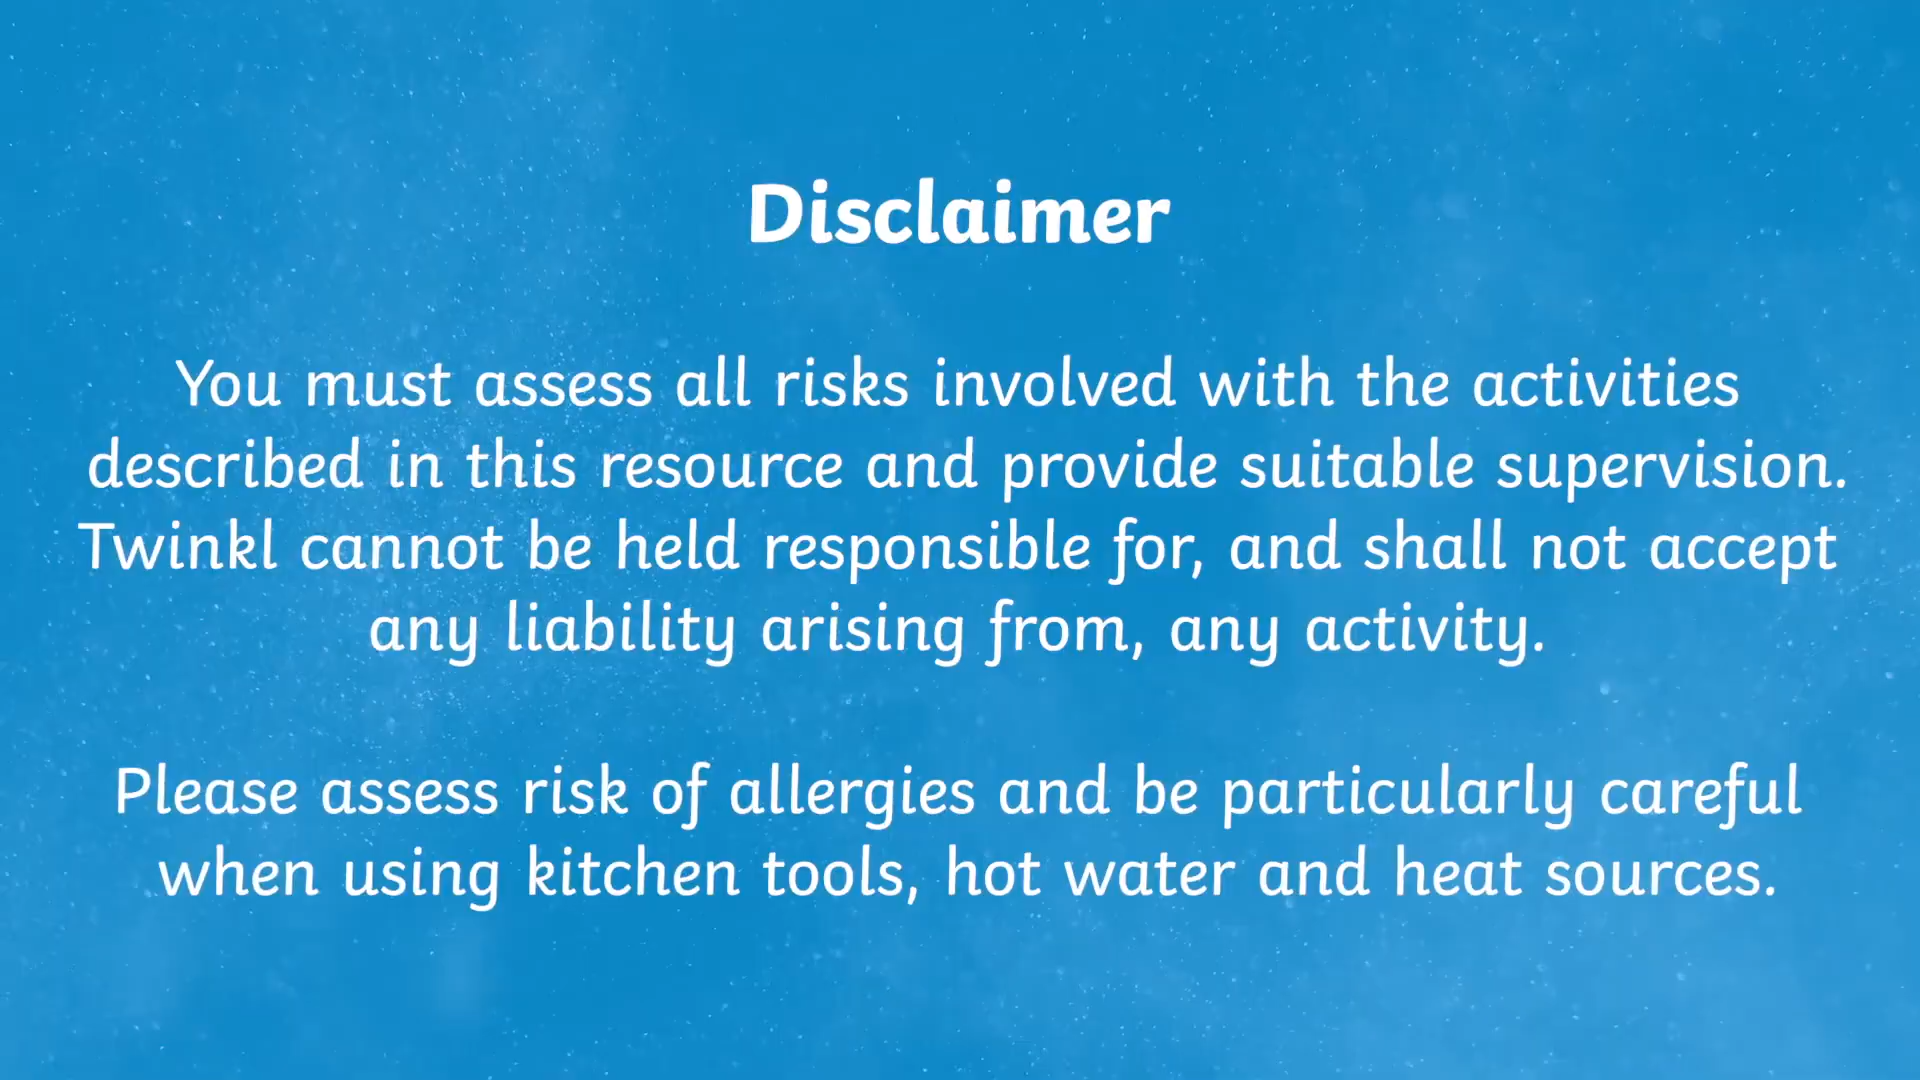 Disclaimer
You must assess all risks involved with the activities
described in this resource and provide suitable supervision.
Twinkl cannot be held responsible for, and shall not accept
any liability arising from, any activity.
Please assess risk of allergies and be particularly careful
when using kitchen tools, hot water and heat sources.